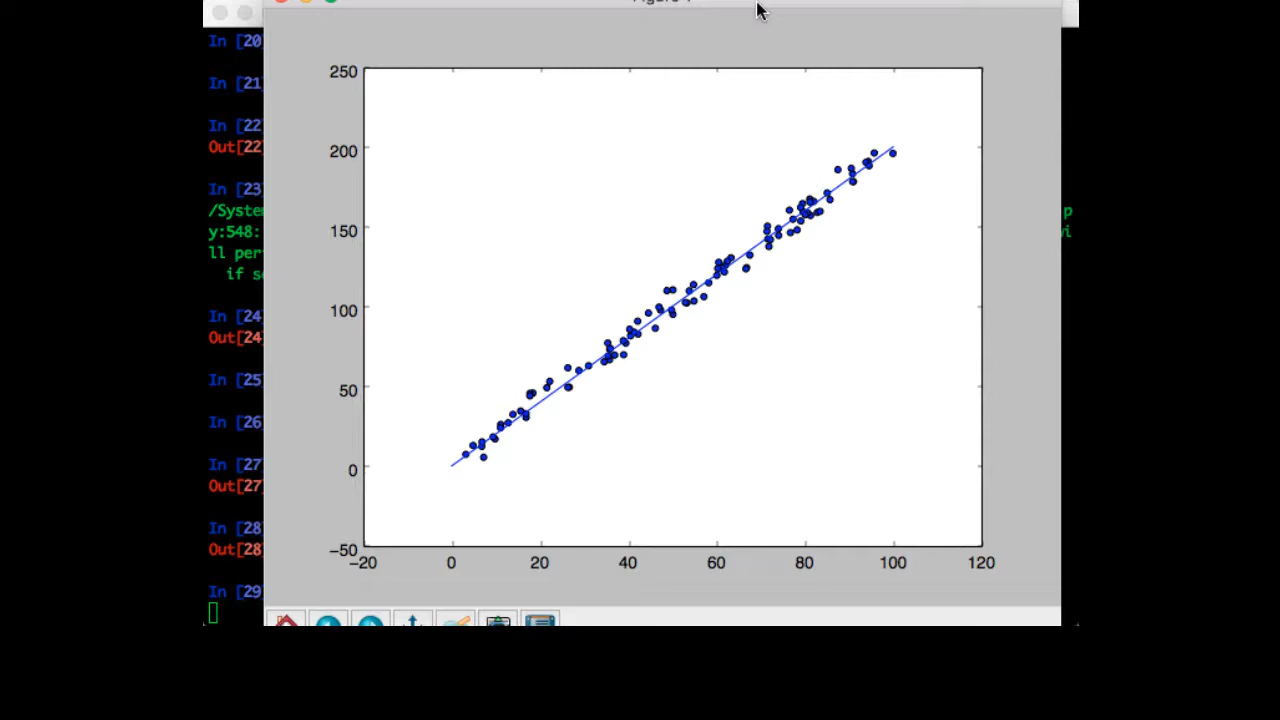 In [20]
In [21]
In [22]
Out[22]
In [23]
/Syste
p
y:548:
vi
ll per
if s
In [24]
Out[24]
In [25]
In [26]
In [27]
Out[27]
In [28]
Out[28]
In [29]
250
200
150
100
50
0
−50
−20 0 20 40 60 80 100 120